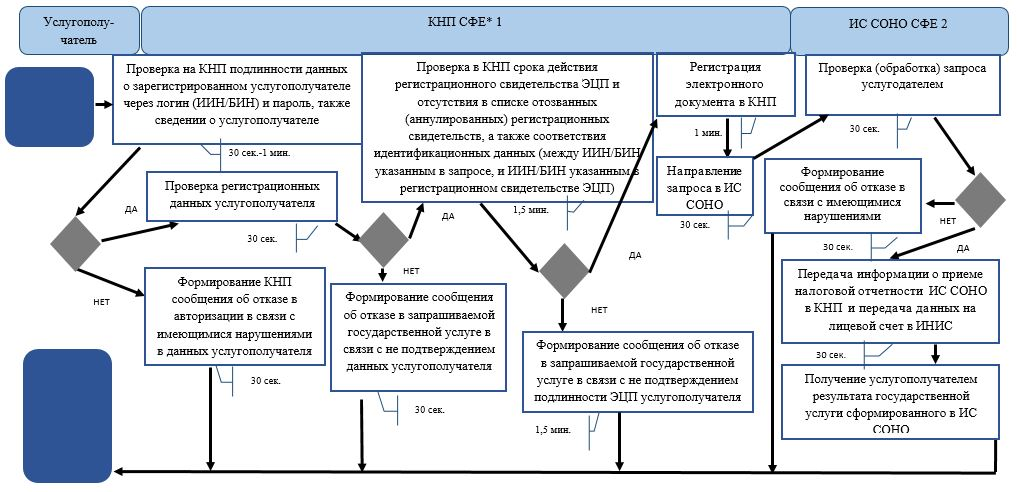 Услугополу-
чатель
КНП СФЕ* 1
ИС СОНО СФЕ 2
Проверка на КНП подлинности данных
о зарегистрированном услугополучателе
через логин (ИИН/БИН) и пароль, также
сведении о услугополучателе
30 сек.-1 мин.
Проверка в КНП срока действия
регистрационного свидетельства ЭЦП и
отсутствия в списке отозванных
(аннулированных) регистрационных
свидетельств, а также соответствия
идентификационных данных (между ИИН/БИН
указанным в запросе, и ИИН/БИН указанным в
регистрационном свидетельстве ЭЦП)
1,5 мин.
Регистрация
электронного
документа в КНП
1 мин.
Проверка (обработка) запроса
услугодателем
30 сек.
ДА
Проверка регистрационных
данных услугополучателя
30 сек.
ДА
Направление
запроса в ИС
СОНО
30 сек.
Формирование
сообщения об отказе в
связи с имеющимися
нарушениями
30 сек.
НЕТ
ДА
ДА
НЕТ
Формирование КНП
сообщения об отказе в
авторизации в связи с
имеющимися нарушениями
в данных услугополучателя
30 сек.
НЕТ
Формирование сообщения
об отказе в запрашиваемой
государственной услуге в
связи с не подтверждением
данных услугополучателя
30 сек.
НЕТ
Формирование сообщения об отказе
в запрашиваемой государственной
услуге в связи с не подтверждением
подлинности ЭЦП услугополучателя
1,5 мин.
Передача информации о приеме
налоговой отчетности ИС СОНО
в КНП и передача данных на
лицевой счет в ИНИС
30 сек.
Получение услугополучателем
результата государственной
услуги сформированного в ИС
СОНО